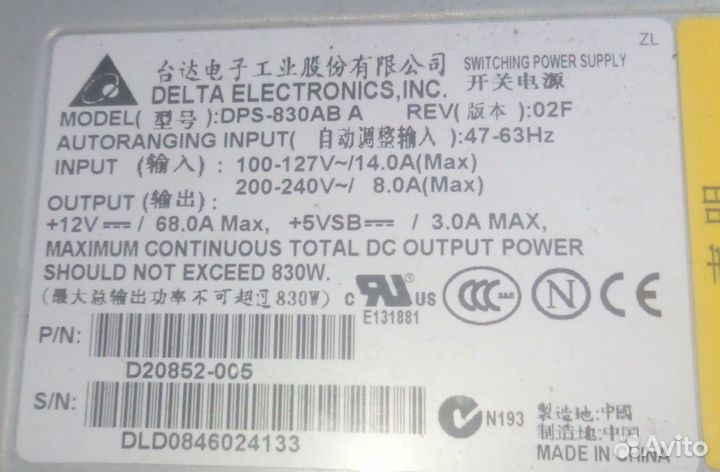 ZL
台达电子工业股份有限公司 SWITCHING POWER SUPPLY
DELTA ELECTRONICS,INC. 开关电源
MODEL( 型号 ):DPS-830AB A REV( 版本 ):02F
AUTORANGING INPUT( 自动调整输入 ):47-63Hz
INPUT (输入) : 100-127V~/14.0A(Max)
200-240V~/ 8.0A(Max)
OUTPUT (输出) :
+12V⎓/ 68.0A Max, +5VSB⎓ / 3.0A MAX,
MAXIMUM CONTINUOUS TOTAL DC OUTPUT POWER
SHOULD NOT EXCEED 830W.
(最大总输出功率不可超过830W) c RU US CCC S&E N CE
E131881
P/N:
D20852-005
S/N:
DLD0846024133
N193
製造地:中國
制造地:中国
MADE IN CHINA
Avito